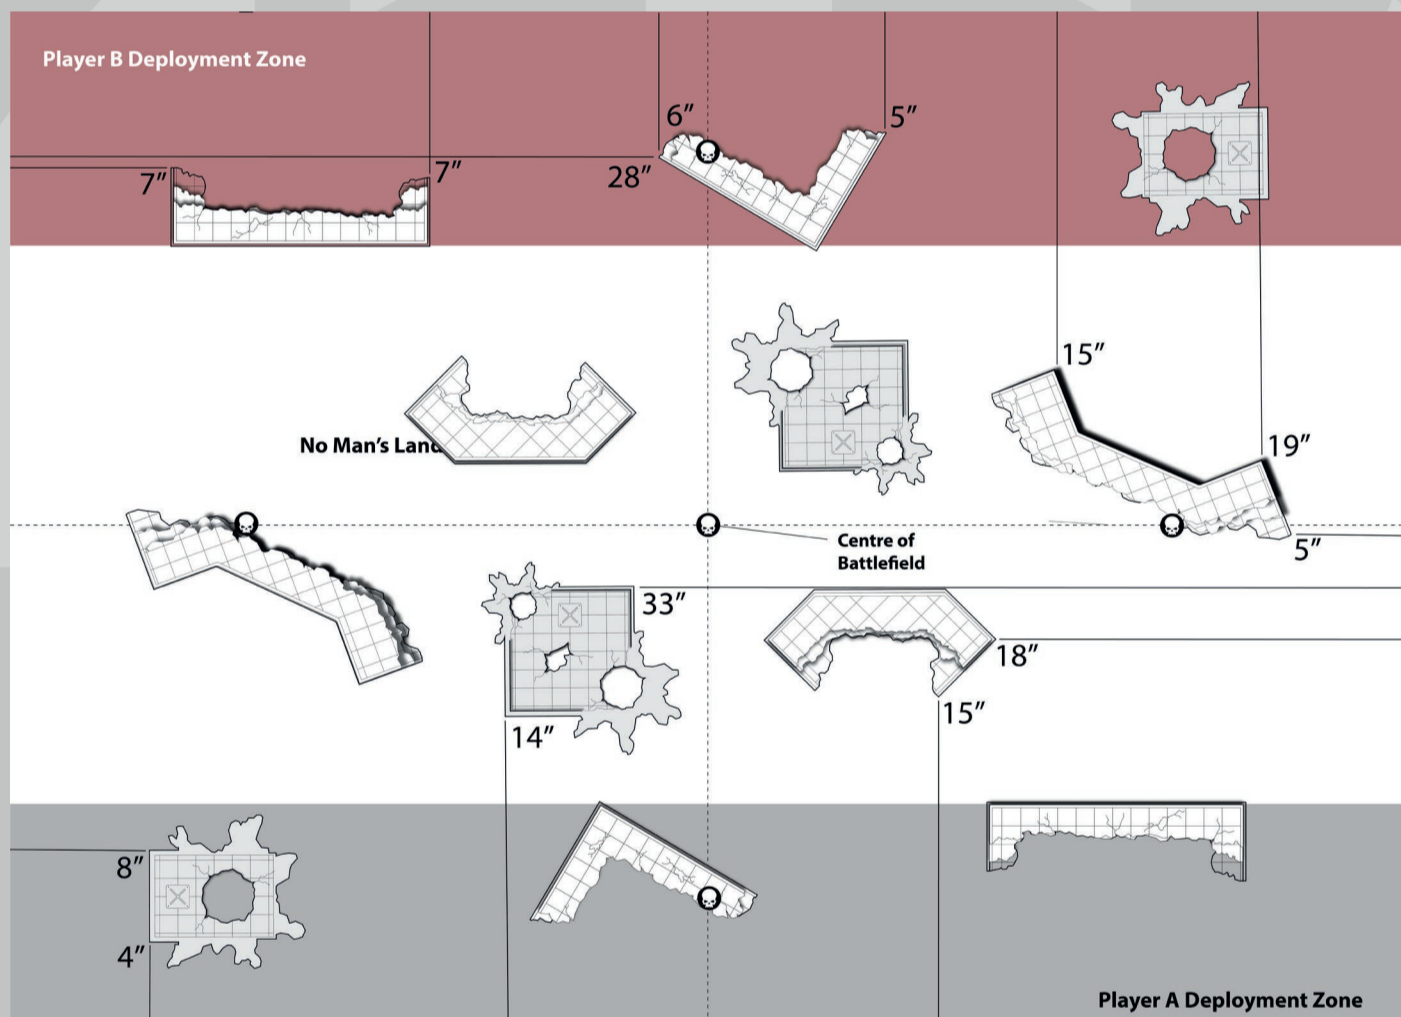 Player B Deployment Zone
6″
5″
7″
7″
28″
15″
No Man's Land
19″
Centre of
Battlefield
5″
33″
18″
14″
15″
8″
4″
Player A Deployment Zone